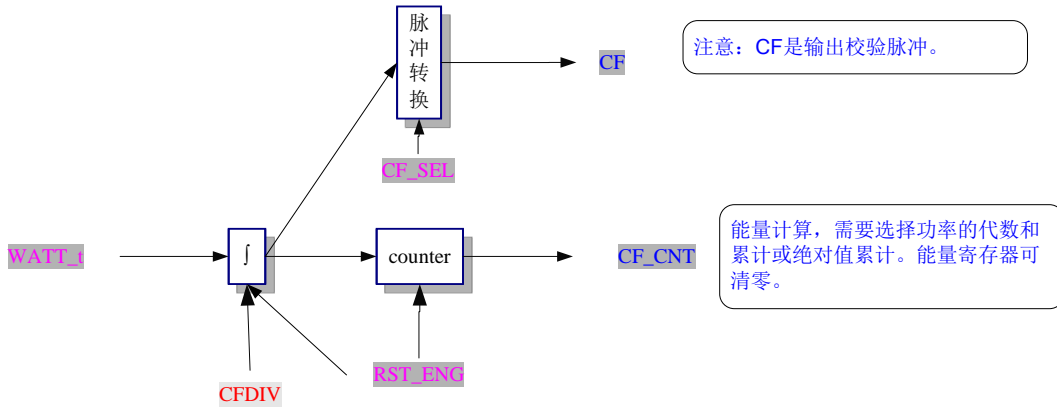 脉
冲
转
换
CF
注意：CF是输出校验脉冲。
CF_SEL
WATT_t
∫
counter
CF_CNT
能量计算，需要选择功率的代数和
累计或绝对值累计。能量寄存器可
清零。
CFDIV
RST_ENG